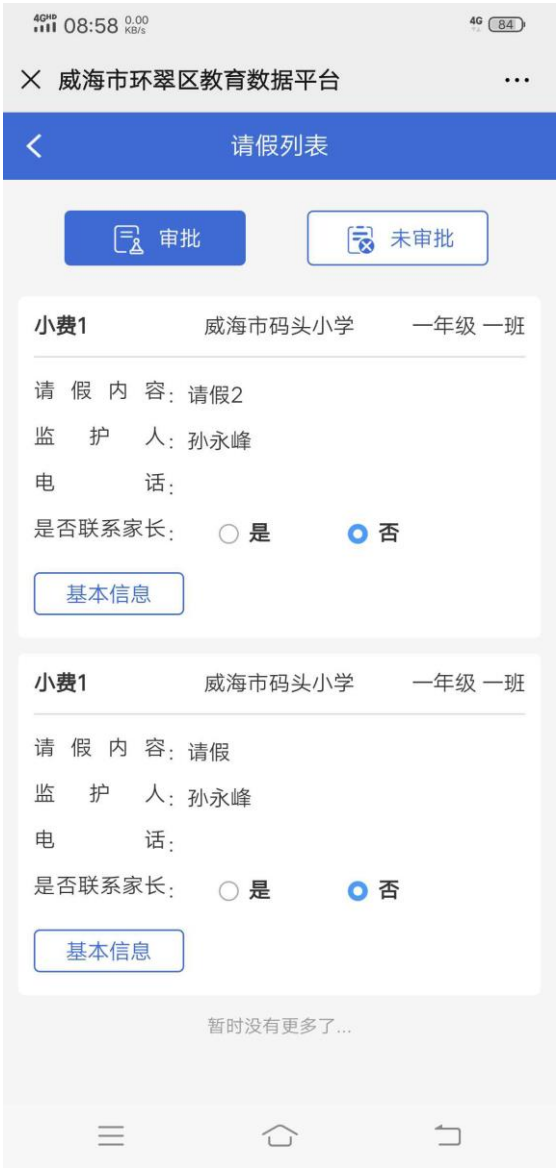 4GHD 08:58 0.00 KB/s 4G 84
威海市环翠区教育数据平台
请假列表
审批 未审批
小费1 威海市码头小学 一年级 一班
请假内容: 请假2
监护人: 孙永峰
电话:
是否联系家长: 是 否
基本信息
小费1 威海市码头小学 一年级 一班
请假内容: 请假
监护人: 孙永峰
电话:
是否联系家长: 是 否
基本信息
暂时没有更多了...